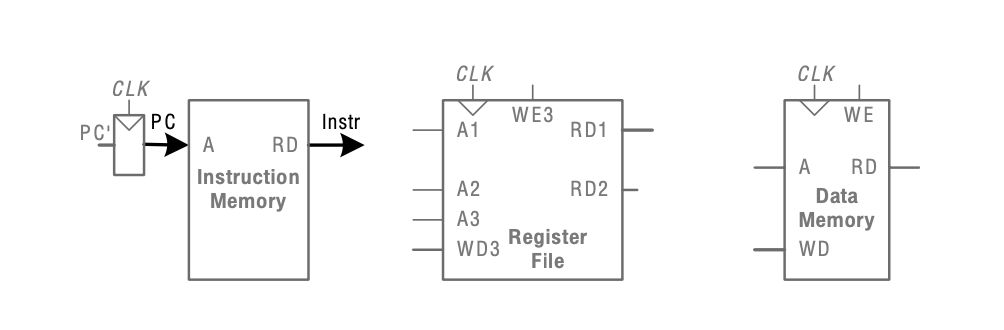 CLK
PC'
PC
A
RD
Instruction
Memory
Instr
CLK
WE3
A1
RD1
A2
RD2
A3
WD3
Register
File
CLK
WE
A
RD
Data
Memory
WD